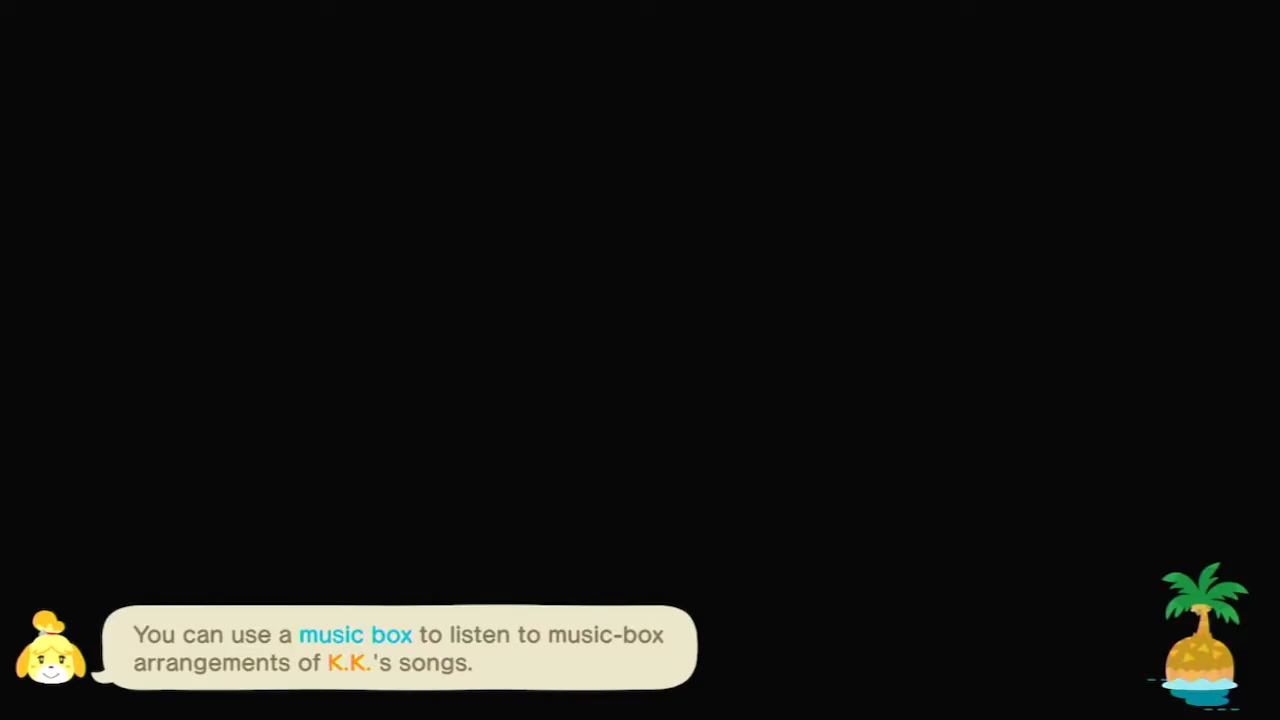 You can use a music box to listen to music-box
arrangements of K.K.'s songs.